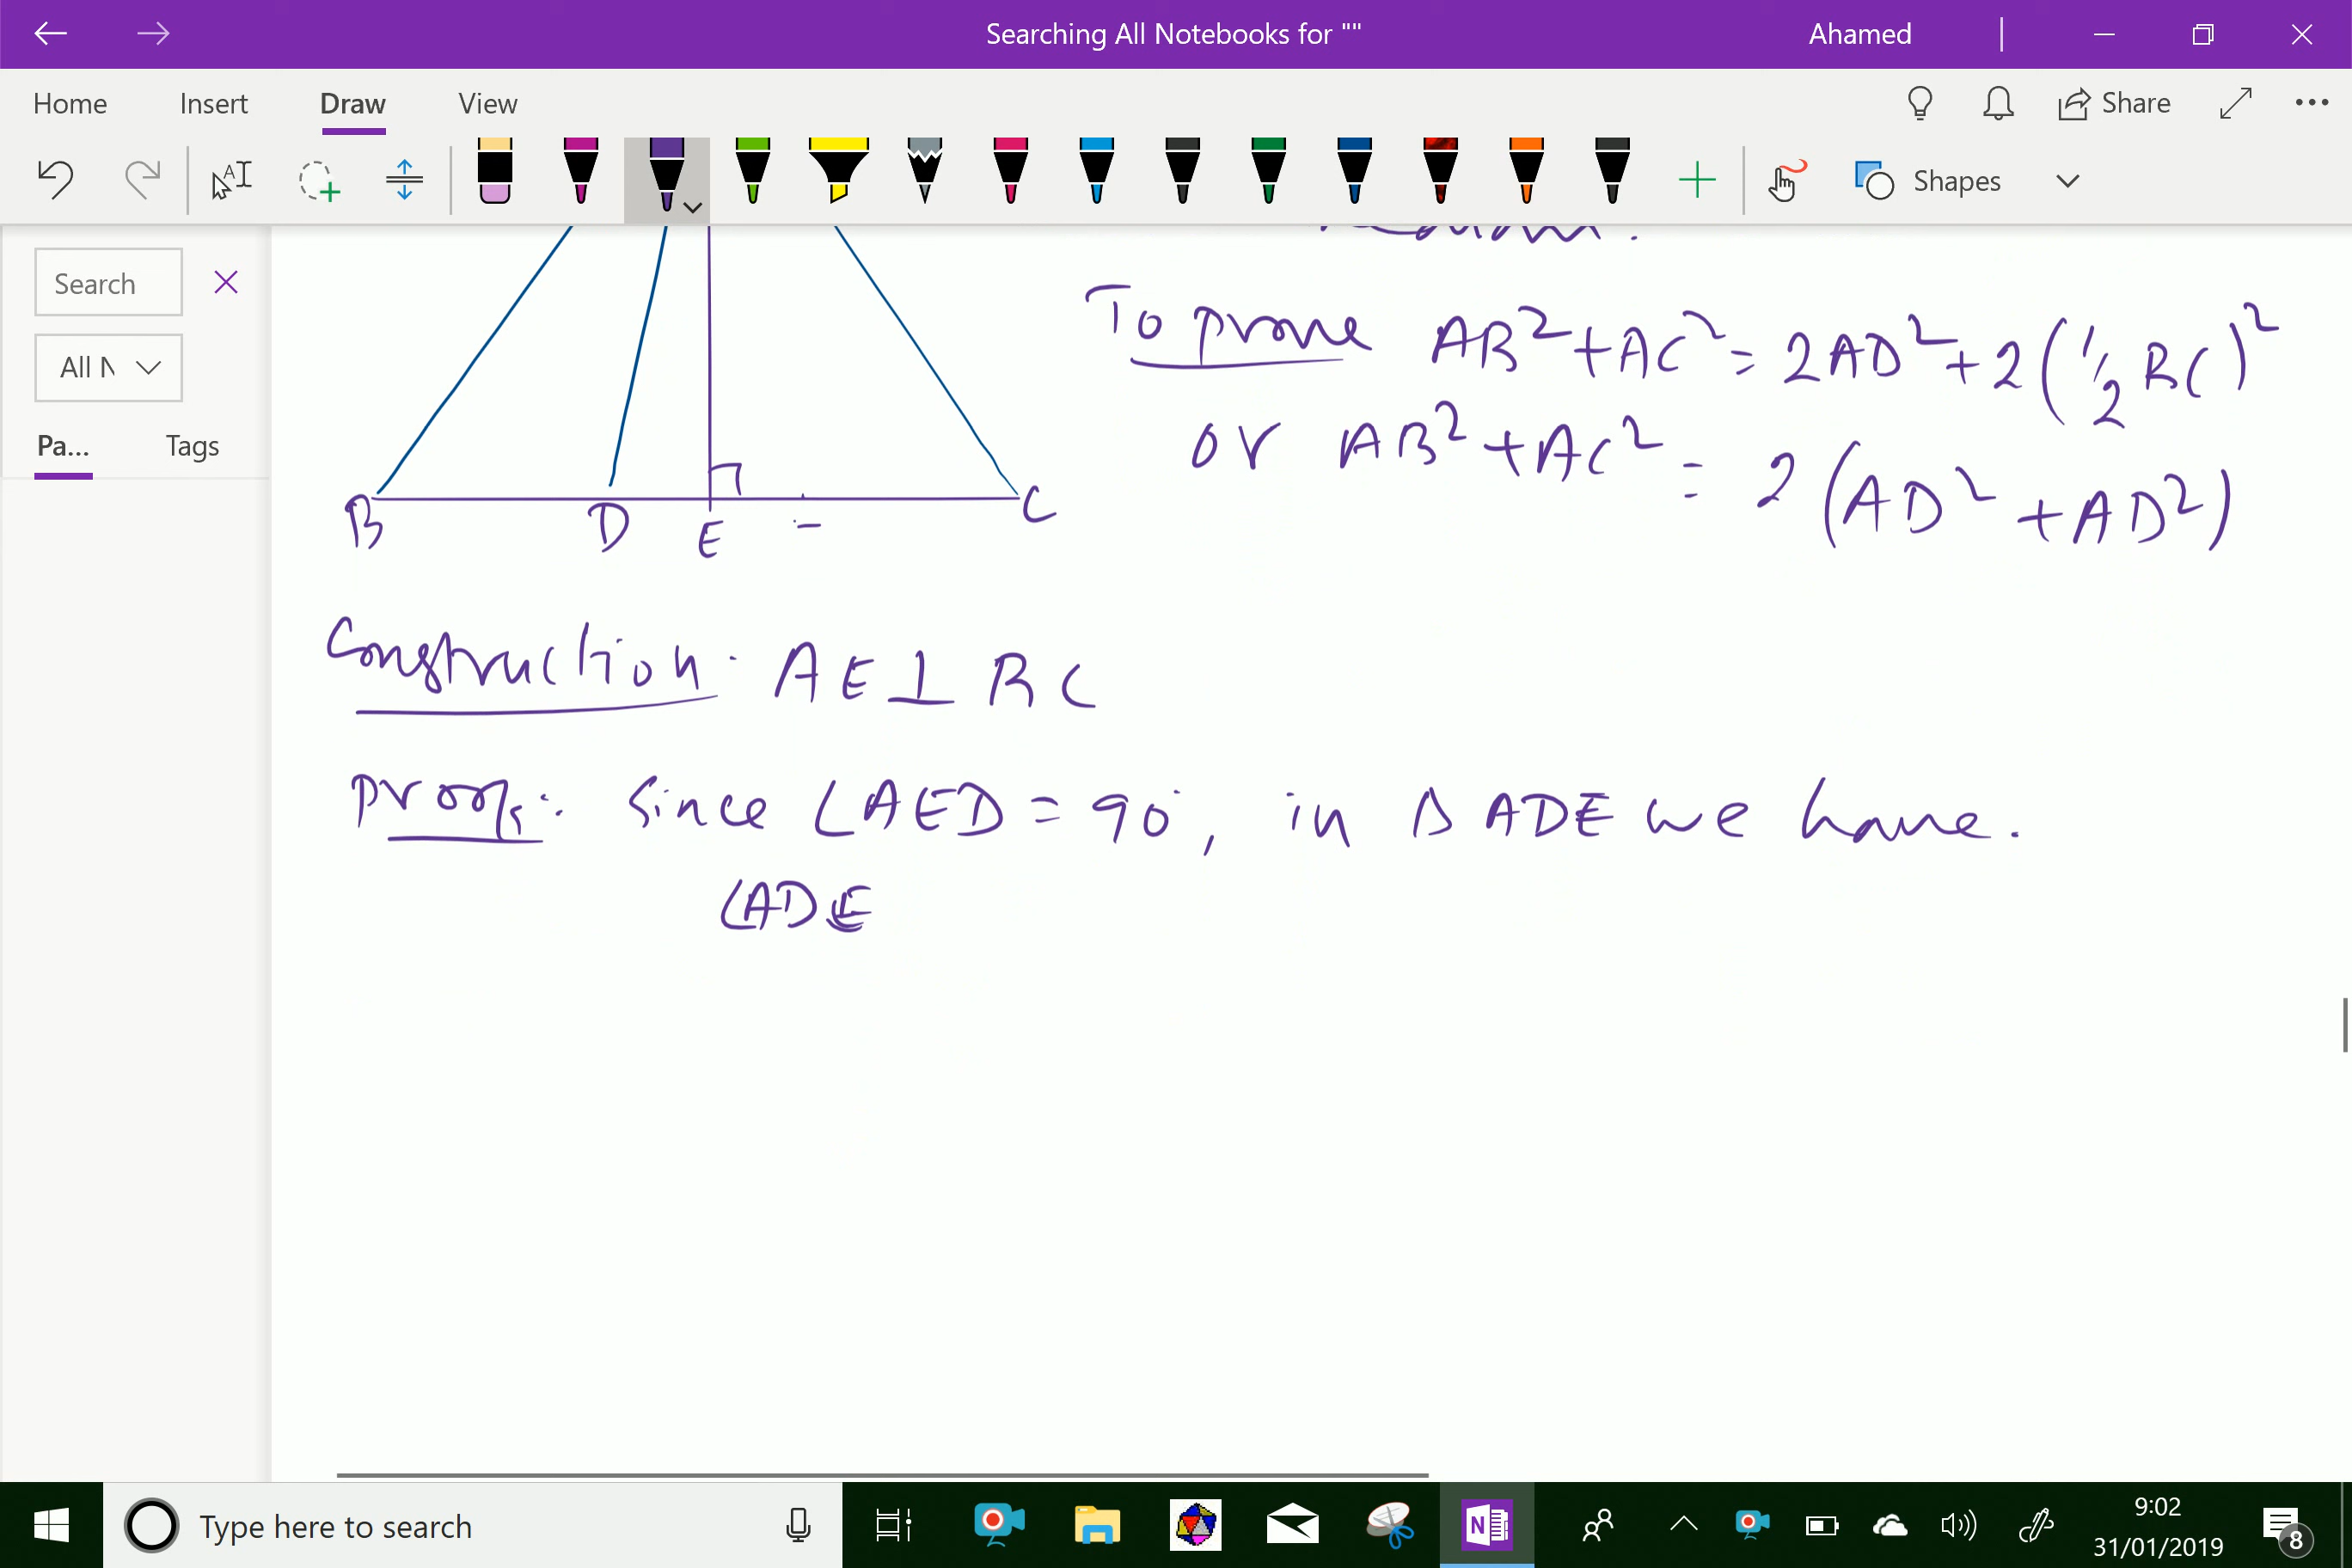 Searching All Notebooks for ""
Ahamed
Home Insert Draw View
Share
Shapes
Search
All N
Pa... Tags
To prove AB²+AC²= 2AD²+2(½BC)²
or AB²+AC² = 2(AD²+AD²)
B D E C
Construction. AE⊥BC
Proof:. Since ∠AED = 90°, in △ADE we have.
∠ADE
Type here to search
N
9:02
31/01/2019
8